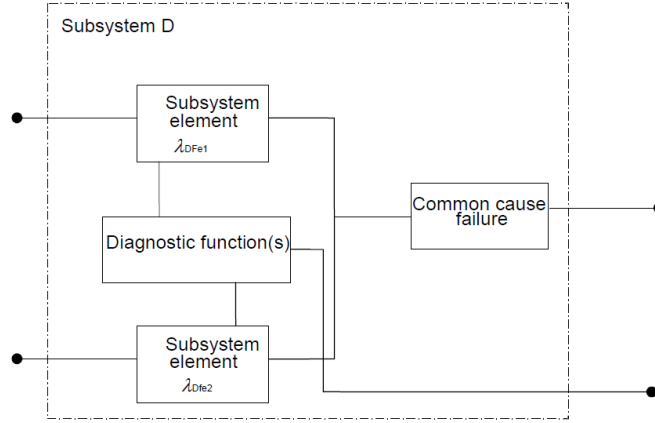 Subsystem D
Subsystem
element
λDFe1
Common cause
failure
Diagnostic function(s)
Subsystem
element
λDfe2